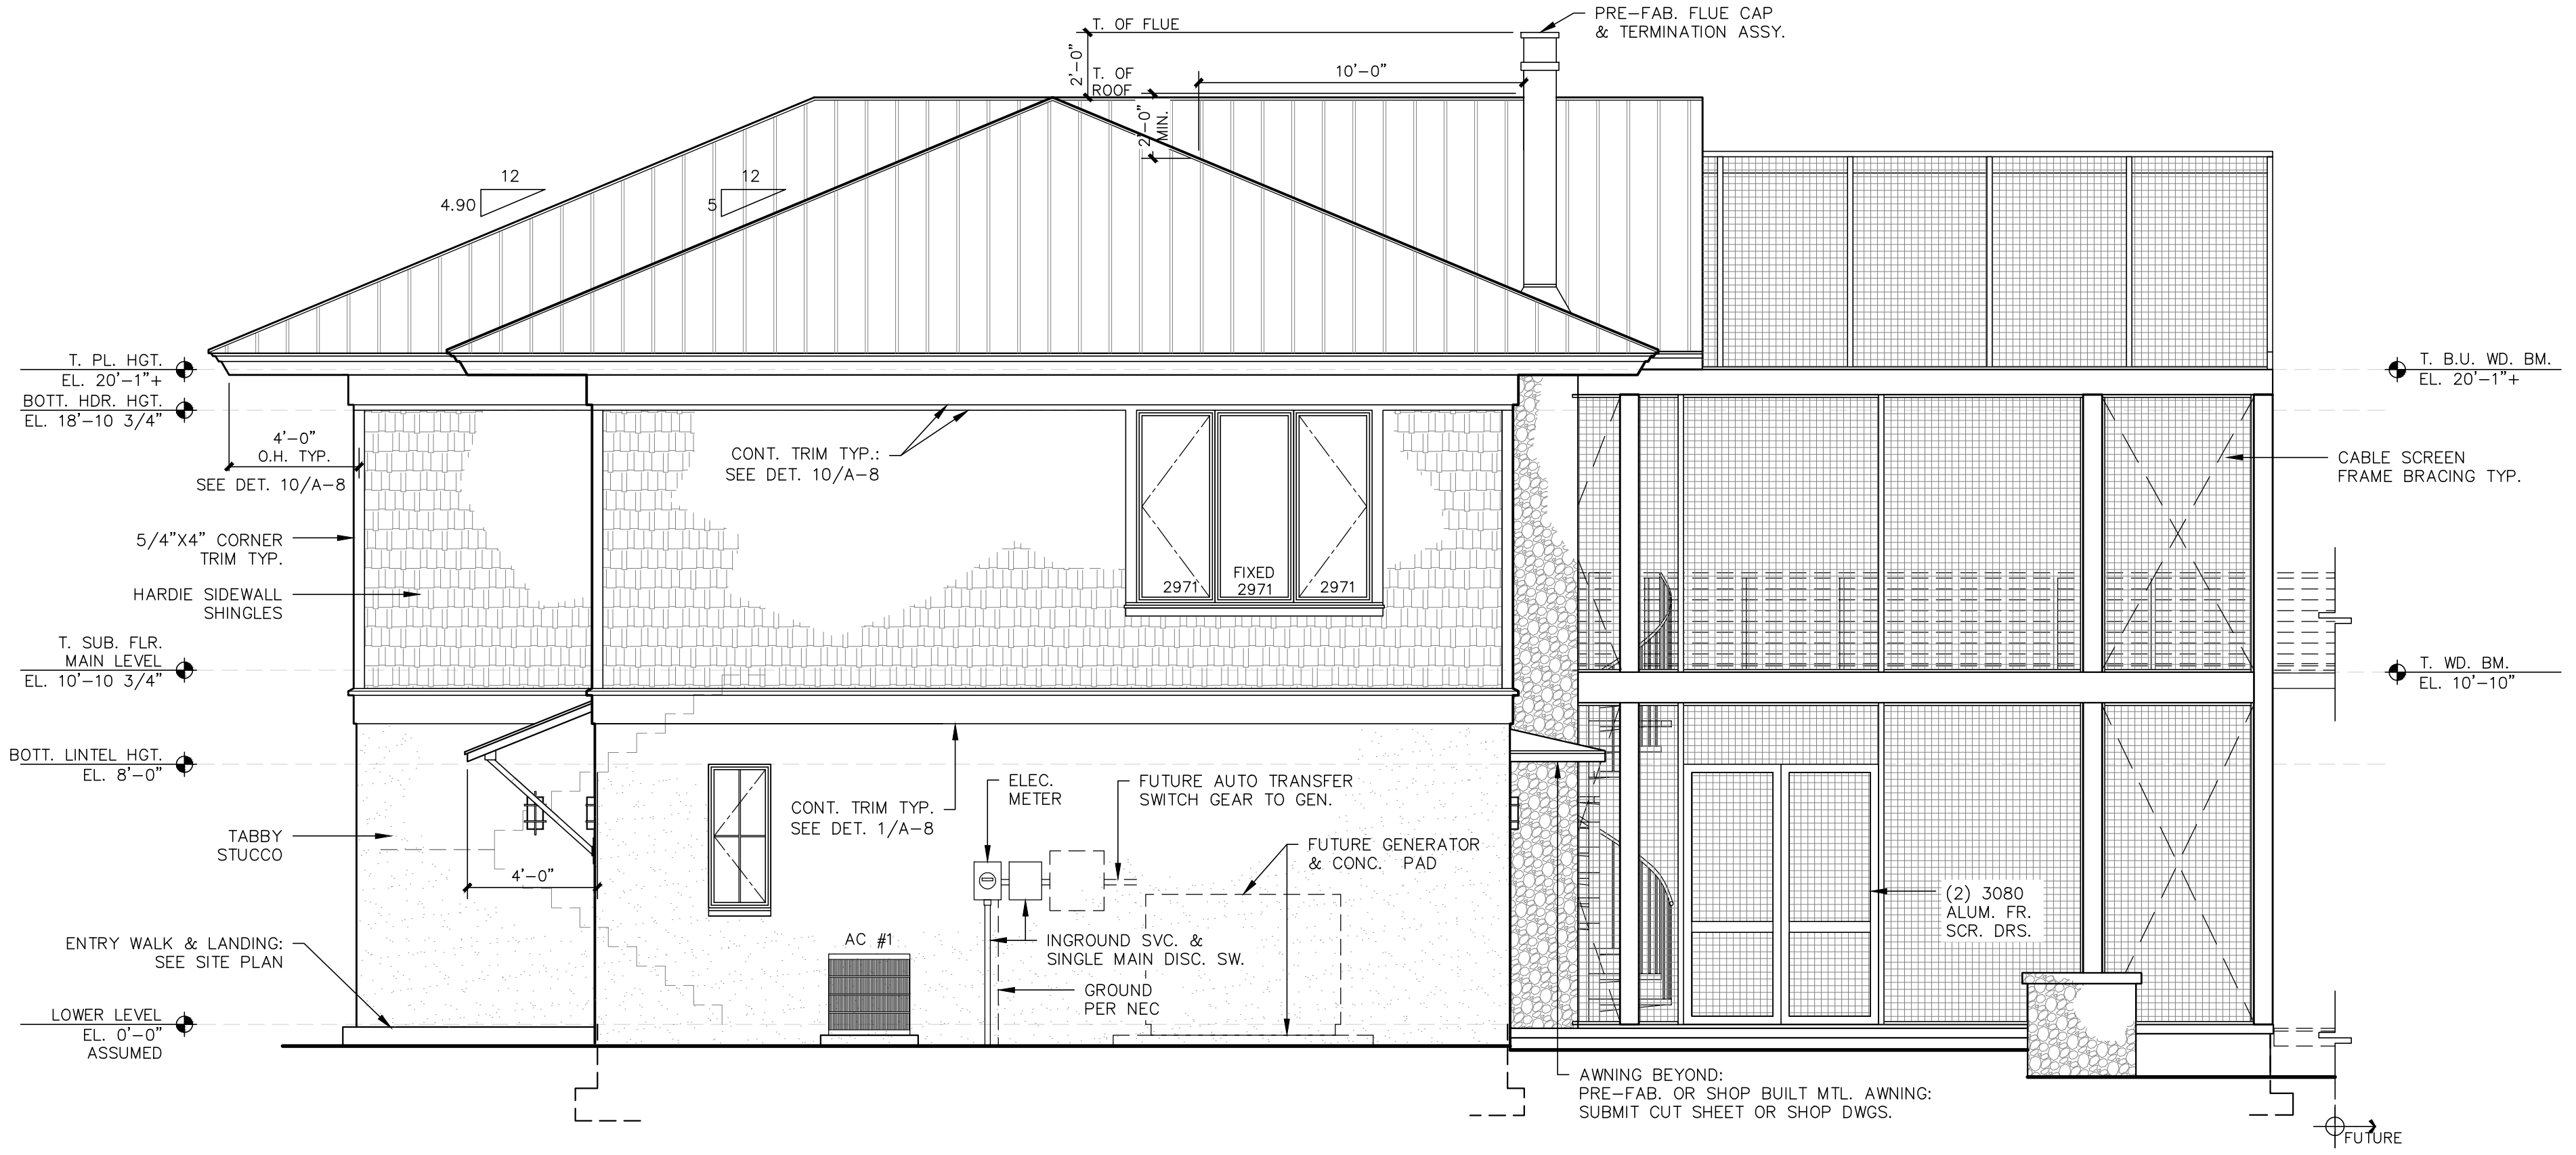 T. OF FLUE
PRE-FAB. FLUE CAP
& TERMINATION ASSY.
2'-0"
T. OF
ROOF
10'-0"
2'-0"
MIN.
12
4.90
12
5
T. PL. HGT.
EL. 20'-1"+
BOTT. HDR. HGT.
EL. 18'-10 3/4"
4'-0"
O.H. TYP.
SEE DET. 10/A-8
5/4"X4" CORNER
TRIM TYP.
HARDIE SIDEWALL
SHINGLES
T. SUB. FLR.
MAIN LEVEL
EL. 10'-10 3/4"
BOTT. LINTEL HGT.
EL. 8'-0"
TABBY
STUCCO
4'-0"
ENTRY WALK & LANDING:
SEE SITE PLAN
LOWER LEVEL
EL. 0'-0"
ASSUMED
CONT. TRIM TYP.:
SEE DET. 10/A-8
2971
FIXED
2971
2971
CONT. TRIM TYP.
SEE DET. 1/A-8
ELEC.
METER
FUTURE AUTO TRANSFER
SWITCH GEAR TO GEN.
FUTURE GENERATOR
& CONC. PAD
AC #1
INGROUND SVC. &
SINGLE MAIN DISC. SW.
GROUND
PER NEC
T. B.U. WD. BM.
EL. 20'-1"+
CABLE SCREEN
FRAME BRACING TYP.
T. WD. BM.
EL. 10'-10"
(2) 3080
ALUM. FR.
SCR. DRS.
AWNING BEYOND:
PRE-FAB. OR SHOP BUILT MTL. AWNING:
SUBMIT CUT SHEET OR SHOP DWGS.
FUTURE